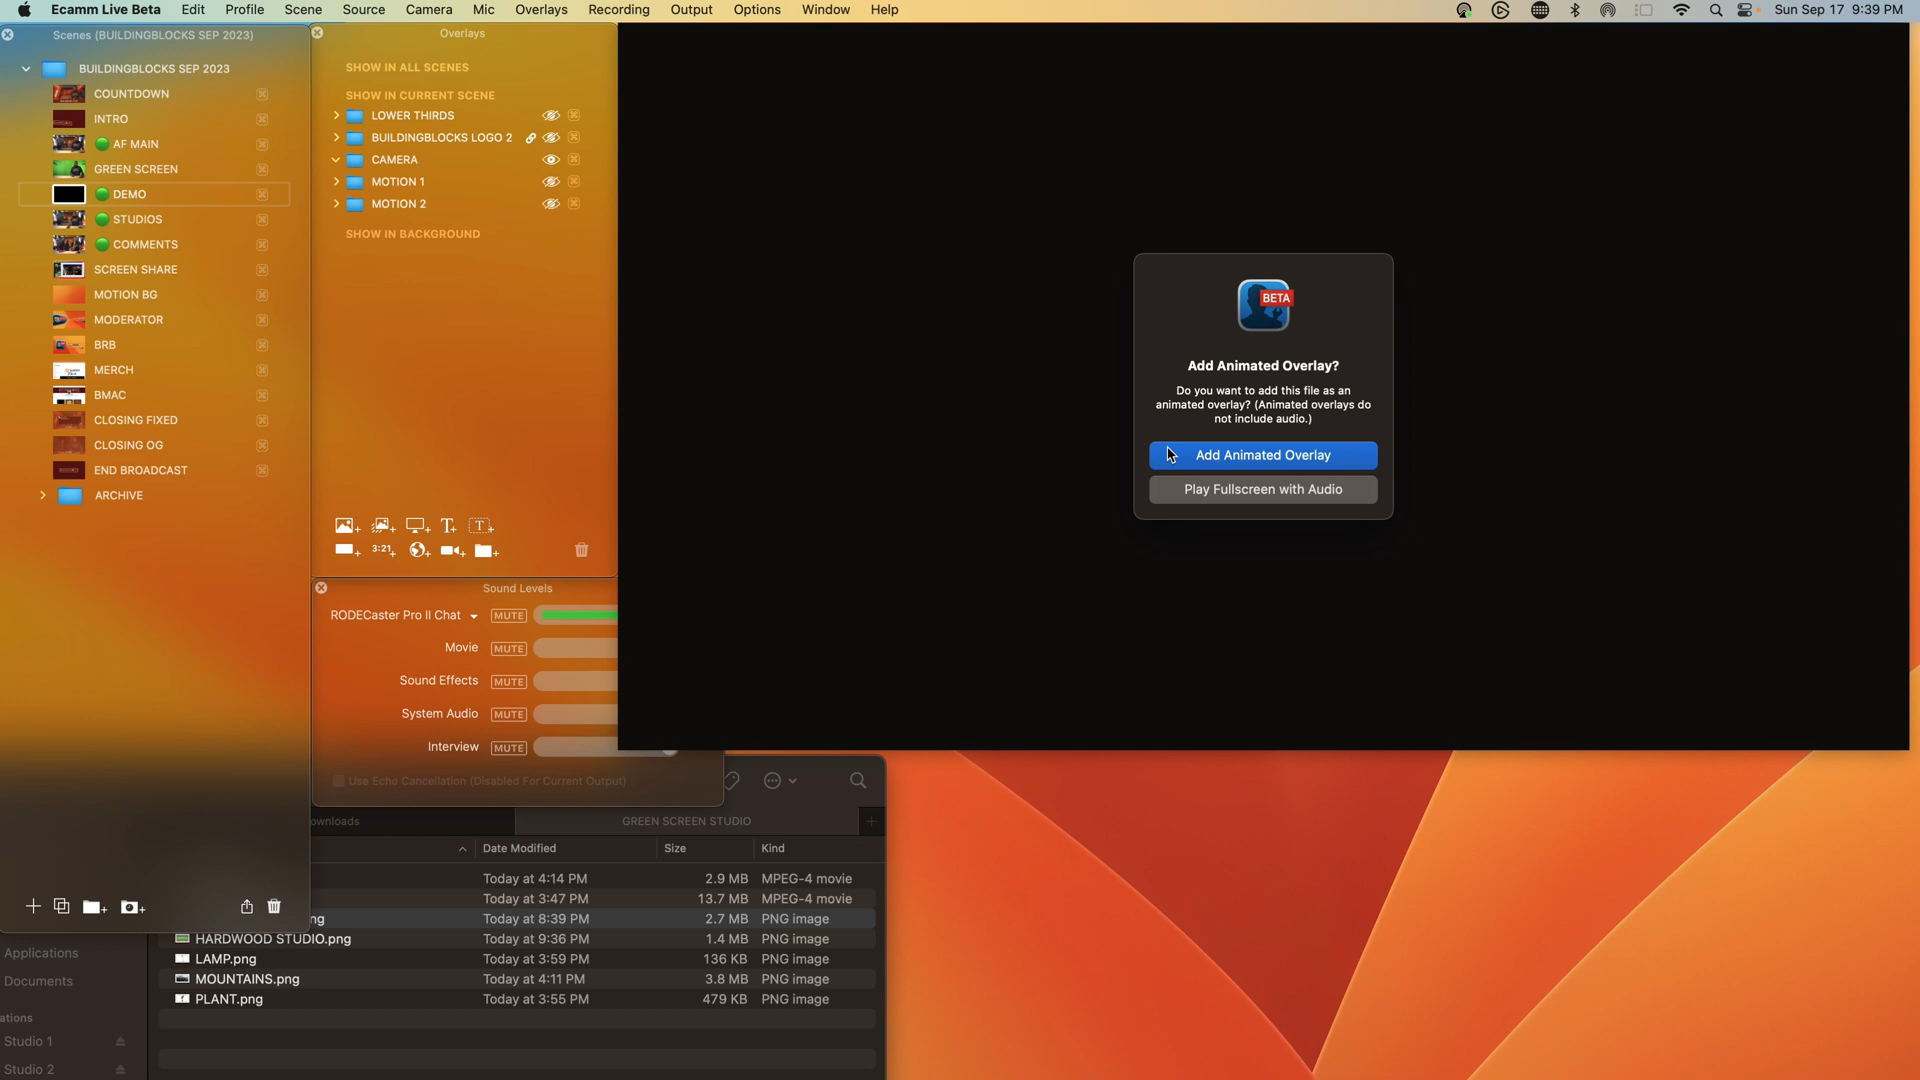 Ecamm Live Beta Edit Profile Scene Source Camera Mic Overlays Recording Output Options Window Help Sun Sep 17 9:39 PM
Scenes (BUILDINGBLOCKS SEP 2023)
BUILDINGBLOCKS SEP 2023
COUNTDOWN
INTRO
AF MAIN
GREEN SCREEN
DEMO
STUDIOS
COMMENTS
SCREEN SHARE
MOTION BG
MODERATOR
BRB
MERCH
BMAC
CLOSING FIXED
CLOSING OG
END BROADCAST
ARCHIVE
Overlays
SHOW IN ALL SCENES
SHOW IN CURRENT SCENE
LOWER THIRDS
BUILDINGBLOCKS LOGO 2
CAMERA
MOTION 1
MOTION 2
SHOW IN BACKGROUND
T+ T+
3:21+
Sound Levels
RODECaster Pro II Chat MUTE
Movie MUTE
Sound Effects MUTE
System Audio MUTE
Interview MUTE
Use Echo Cancellation (Disabled For Current Output)
BETA
Add Animated Overlay?
Do you want to add this file as an
animated overlay? (Animated overlays do
not include audio.)
Add Animated Overlay
Play Fullscreen with Audio
ownloads GREEN SCREEN STUDIO
Date Modified Size Kind
Today at 4:14 PM 2.9 MB MPEG-4 movie
Today at 3:47 PM 13.7 MB MPEG-4 movie
ng Today at 8:39 PM 2.7 MB PNG image
HARDWOOD STUDIO.png Today at 9:36 PM 1.4 MB PNG image
LAMP.png Today at 3:59 PM 136 KB PNG image
MOUNTAINS.png Today at 4:11 PM 3.8 MB PNG image
PLANT.png Today at 3:55 PM 479 KB PNG image
Applications
Documents
ations
Studio 1
Studio 2